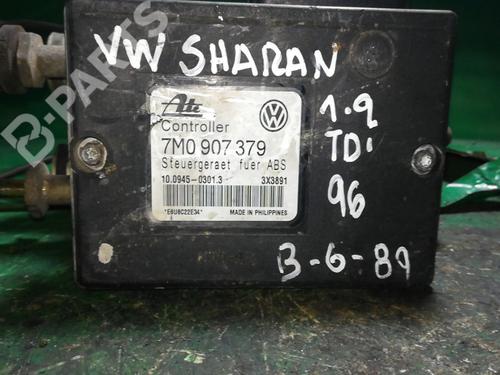 B-PARTS
VW SHARAN
1.9
TDi
96
B-6-89
Ate
Controller
7M0 907 379
Steuergeraet fuer ABS
10.0945-0301.3 3X3891
*E6U8C22E34* MADE IN PHILIPPINES